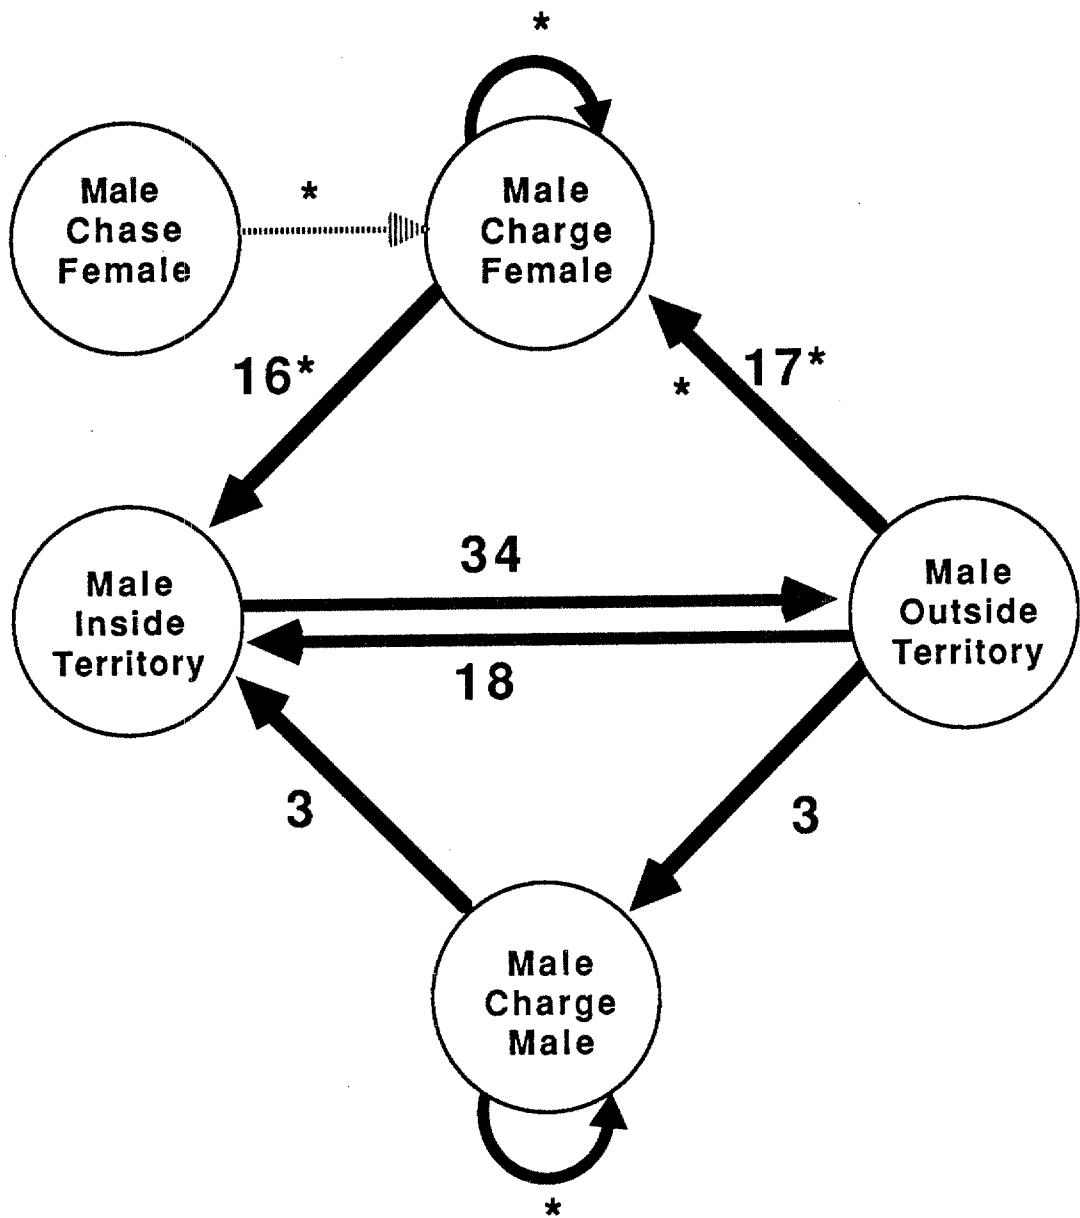 *
Male
Chase
Female
*
Male
Charge
Female
16*
17*
*
34
Male
Inside
Territory
Male
Outside
Territory
18
3
3
Male
Charge
Male
*